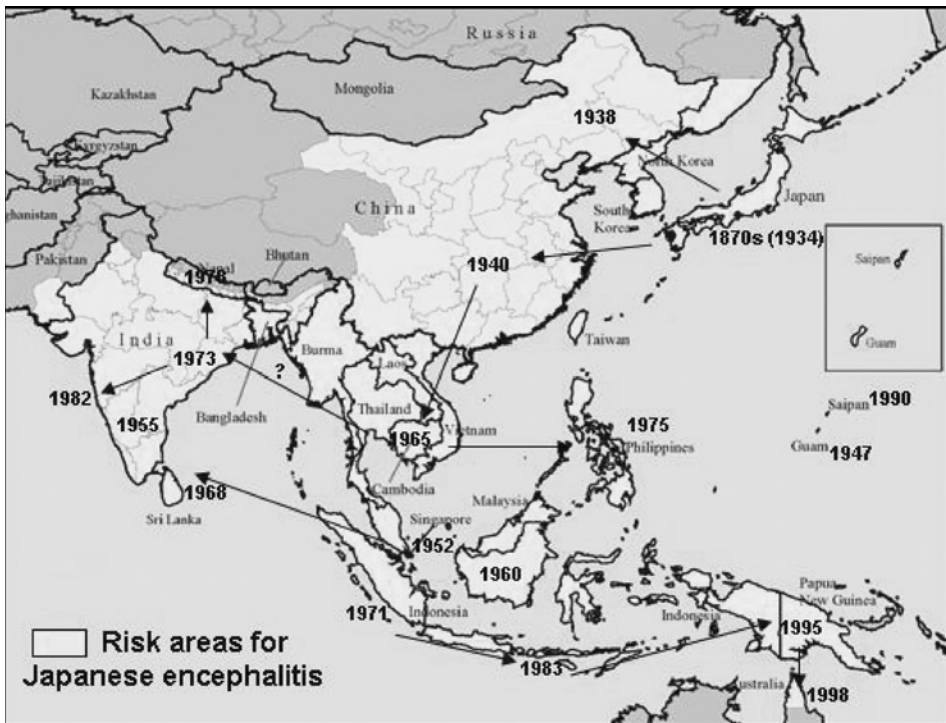 Russia
Kazakhstan
Mongolia
1938
Kyrgyzstan
North Korea
Tajikistan
Japan
China
South
Korea
Afghanistan
1870s (1934)
Pakistan
Bhutan
Nepal
1978
1940
Saipan
Guam
India
Burma
Taiwan
1973
Laos
?
1982
Thailand
Saipan 1990
1955
Bangladesh
1965
Vietnam
1975
Philippines
Guam
1947
Cambodia
1968
Malaysia
Sri Lanka
Singapore
1952
1960
Papua
New Guinea
1971
Indonesia
Indonesia
1995
Risk areas for
Japanese encephalitis
1983
Australia
1998